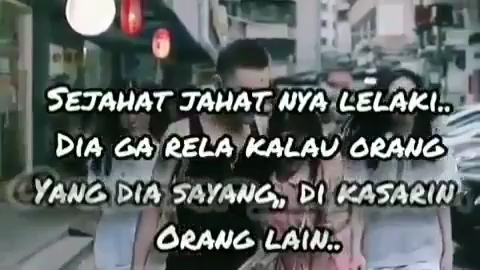 SEJAHAT JAHAT NYA LELAKI..
DIA GA RELA KALAU ORANG
YANG DIA SAYANG,, DI KASARIN
ORANG LAIN..